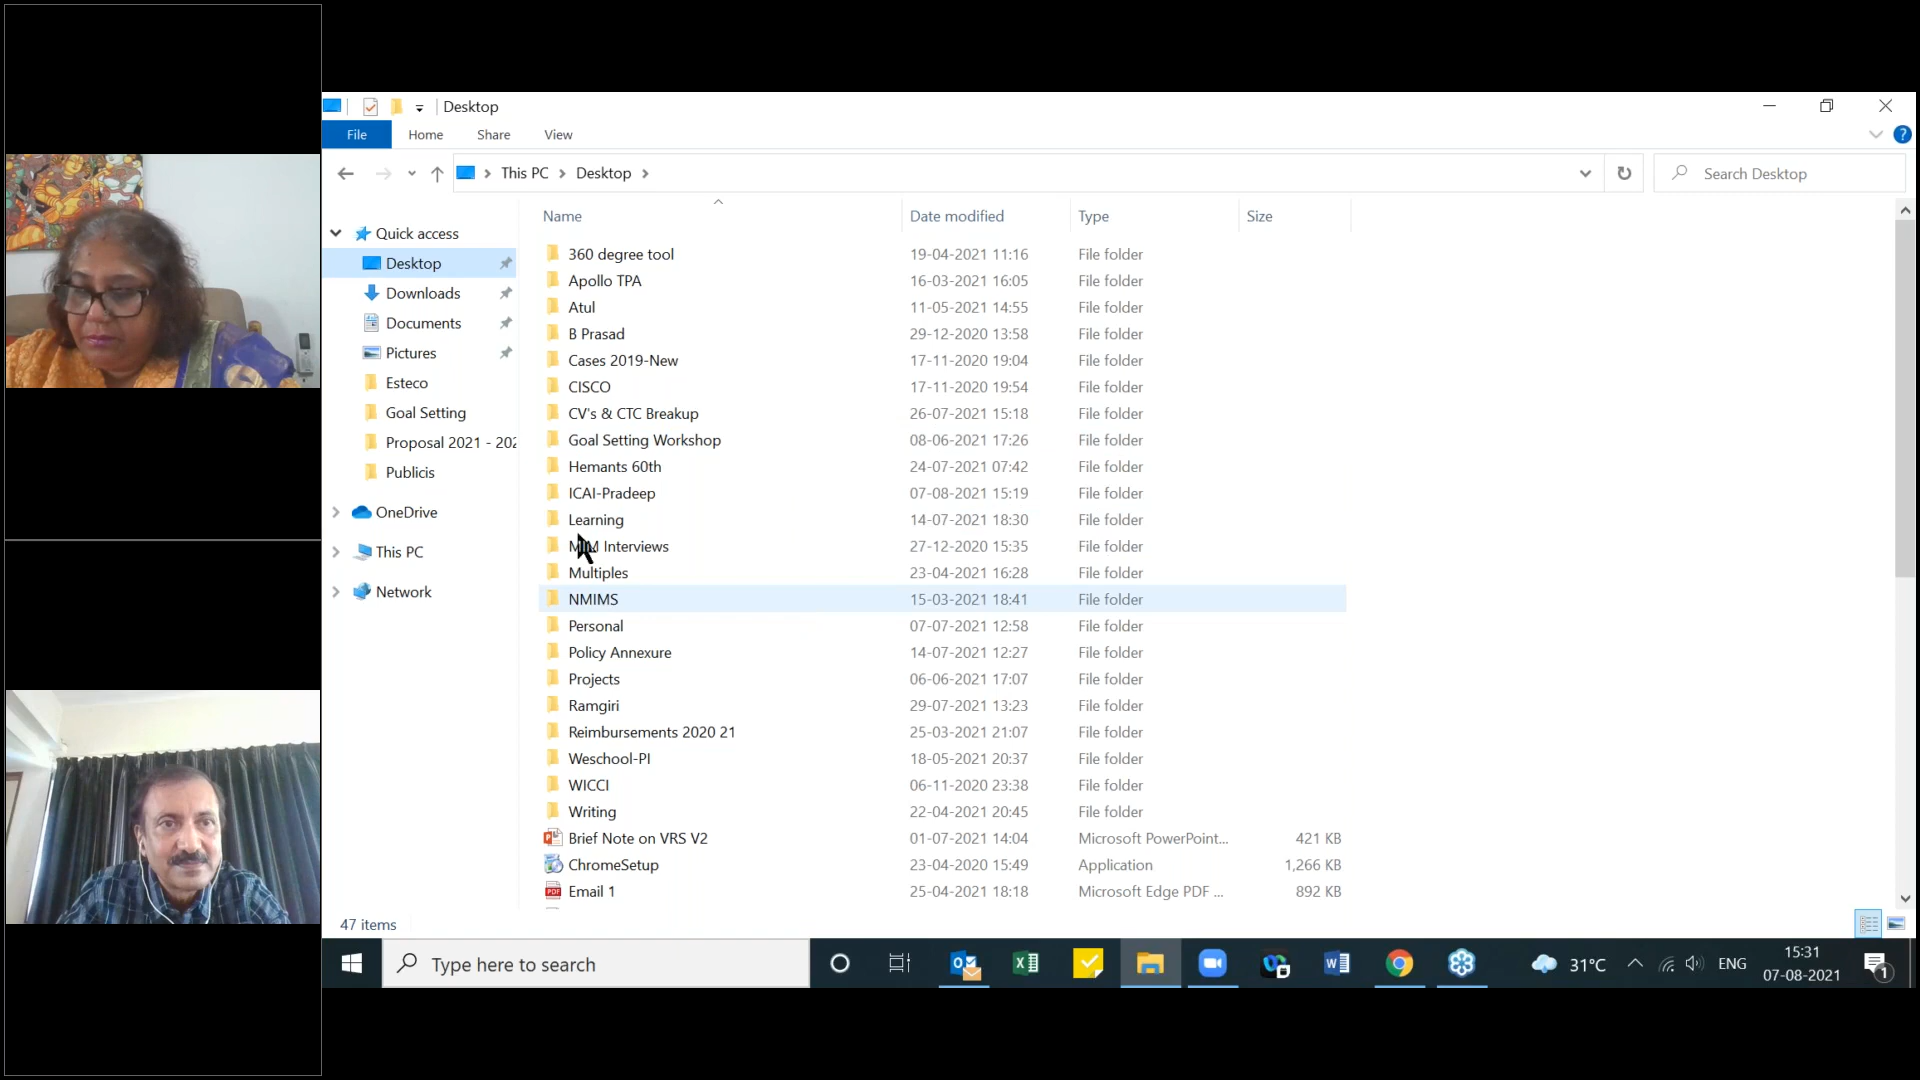 Desktop
File Home Share View
This PC Desktop
Search Desktop
Name Date modified Type Size
Quick access
Desktop
Downloads
Documents
Pictures
Esteco
Goal Setting
Proposal 2021 - 202
Publicis
OneDrive
This PC
Network
360 degree tool 19-04-2021 11:16 File folder
Apollo TPA 16-03-2021 16:05 File folder
Atul 11-05-2021 14:55 File folder
B Prasad 29-12-2020 13:58 File folder
Cases 2019-New 17-11-2020 19:04 File folder
CISCO 17-11-2020 19:54 File folder
CV's & CTC Breakup 26-07-2021 15:18 File folder
Goal Setting Workshop 08-06-2021 17:26 File folder
Hemants 60th 24-07-2021 07:42 File folder
ICAI-Pradeep 07-08-2021 15:19 File folder
Learning 14-07-2021 18:30 File folder
Interviews 27-12-2020 15:35 File folder
Multiples 23-04-2021 16:28 File folder
NMIMS 15-03-2021 18:41 File folder
Personal 07-07-2021 12:58 File folder
Policy Annexure 14-07-2021 12:27 File folder
Projects 06-06-2021 17:07 File folder
Ramgiri 29-07-2021 13:23 File folder
Reimbursements 2020 21 25-03-2021 21:07 File folder
Weschool-PI 18-05-2021 20:37 File folder
WICCI 06-11-2020 23:38 File folder
Writing 22-04-2021 20:45 File folder
Brief Note on VRS V2 01-07-2021 14:04 Microsoft PowerPoint... 421 KB
ChromeSetup 23-04-2020 15:49 Application 1,266 KB
Email 1 25-04-2021 18:18 Microsoft Edge PDF ... 892 KB
47 items
Type here to search
31°C
ENG
15:31
07-08-2021
1